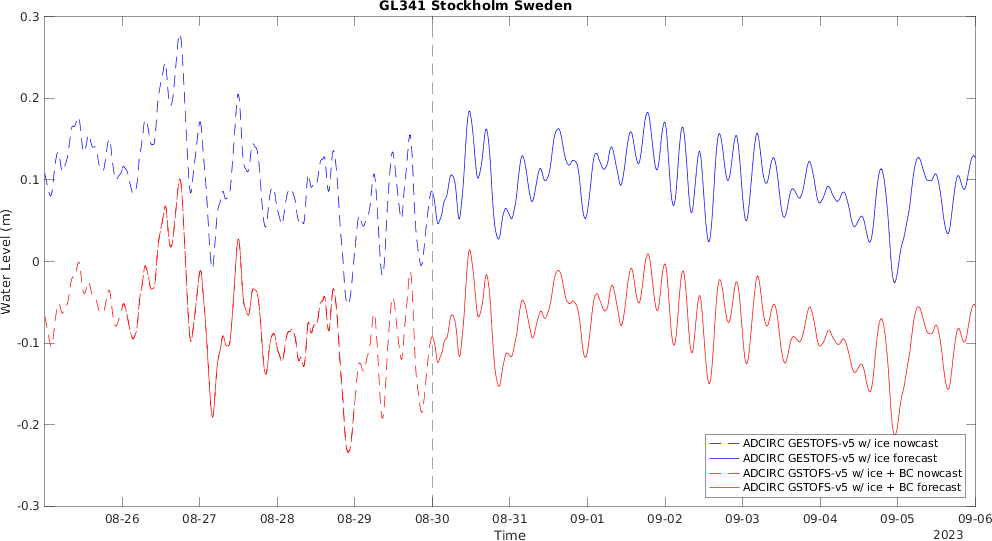 GL341 Stockholm Sweden
0.3
0.2
0.1
0
-0.1
-0.2
-0.3
Water Level (m)
ADCIRC GESTOFS-v5 w/ ice nowcast
ADCIRC GESTOFS-v5 w/ ice forecast
ADCIRC GSTOFS-v5 w/ ice + BC nowcast
ADCIRC GSTOFS-v5 w/ ice + BC forecast
08-26 08-27 08-28 08-29 08-30 08-31 09-01 09-02 09-03 09-04 09-05 09-06
Time
2023